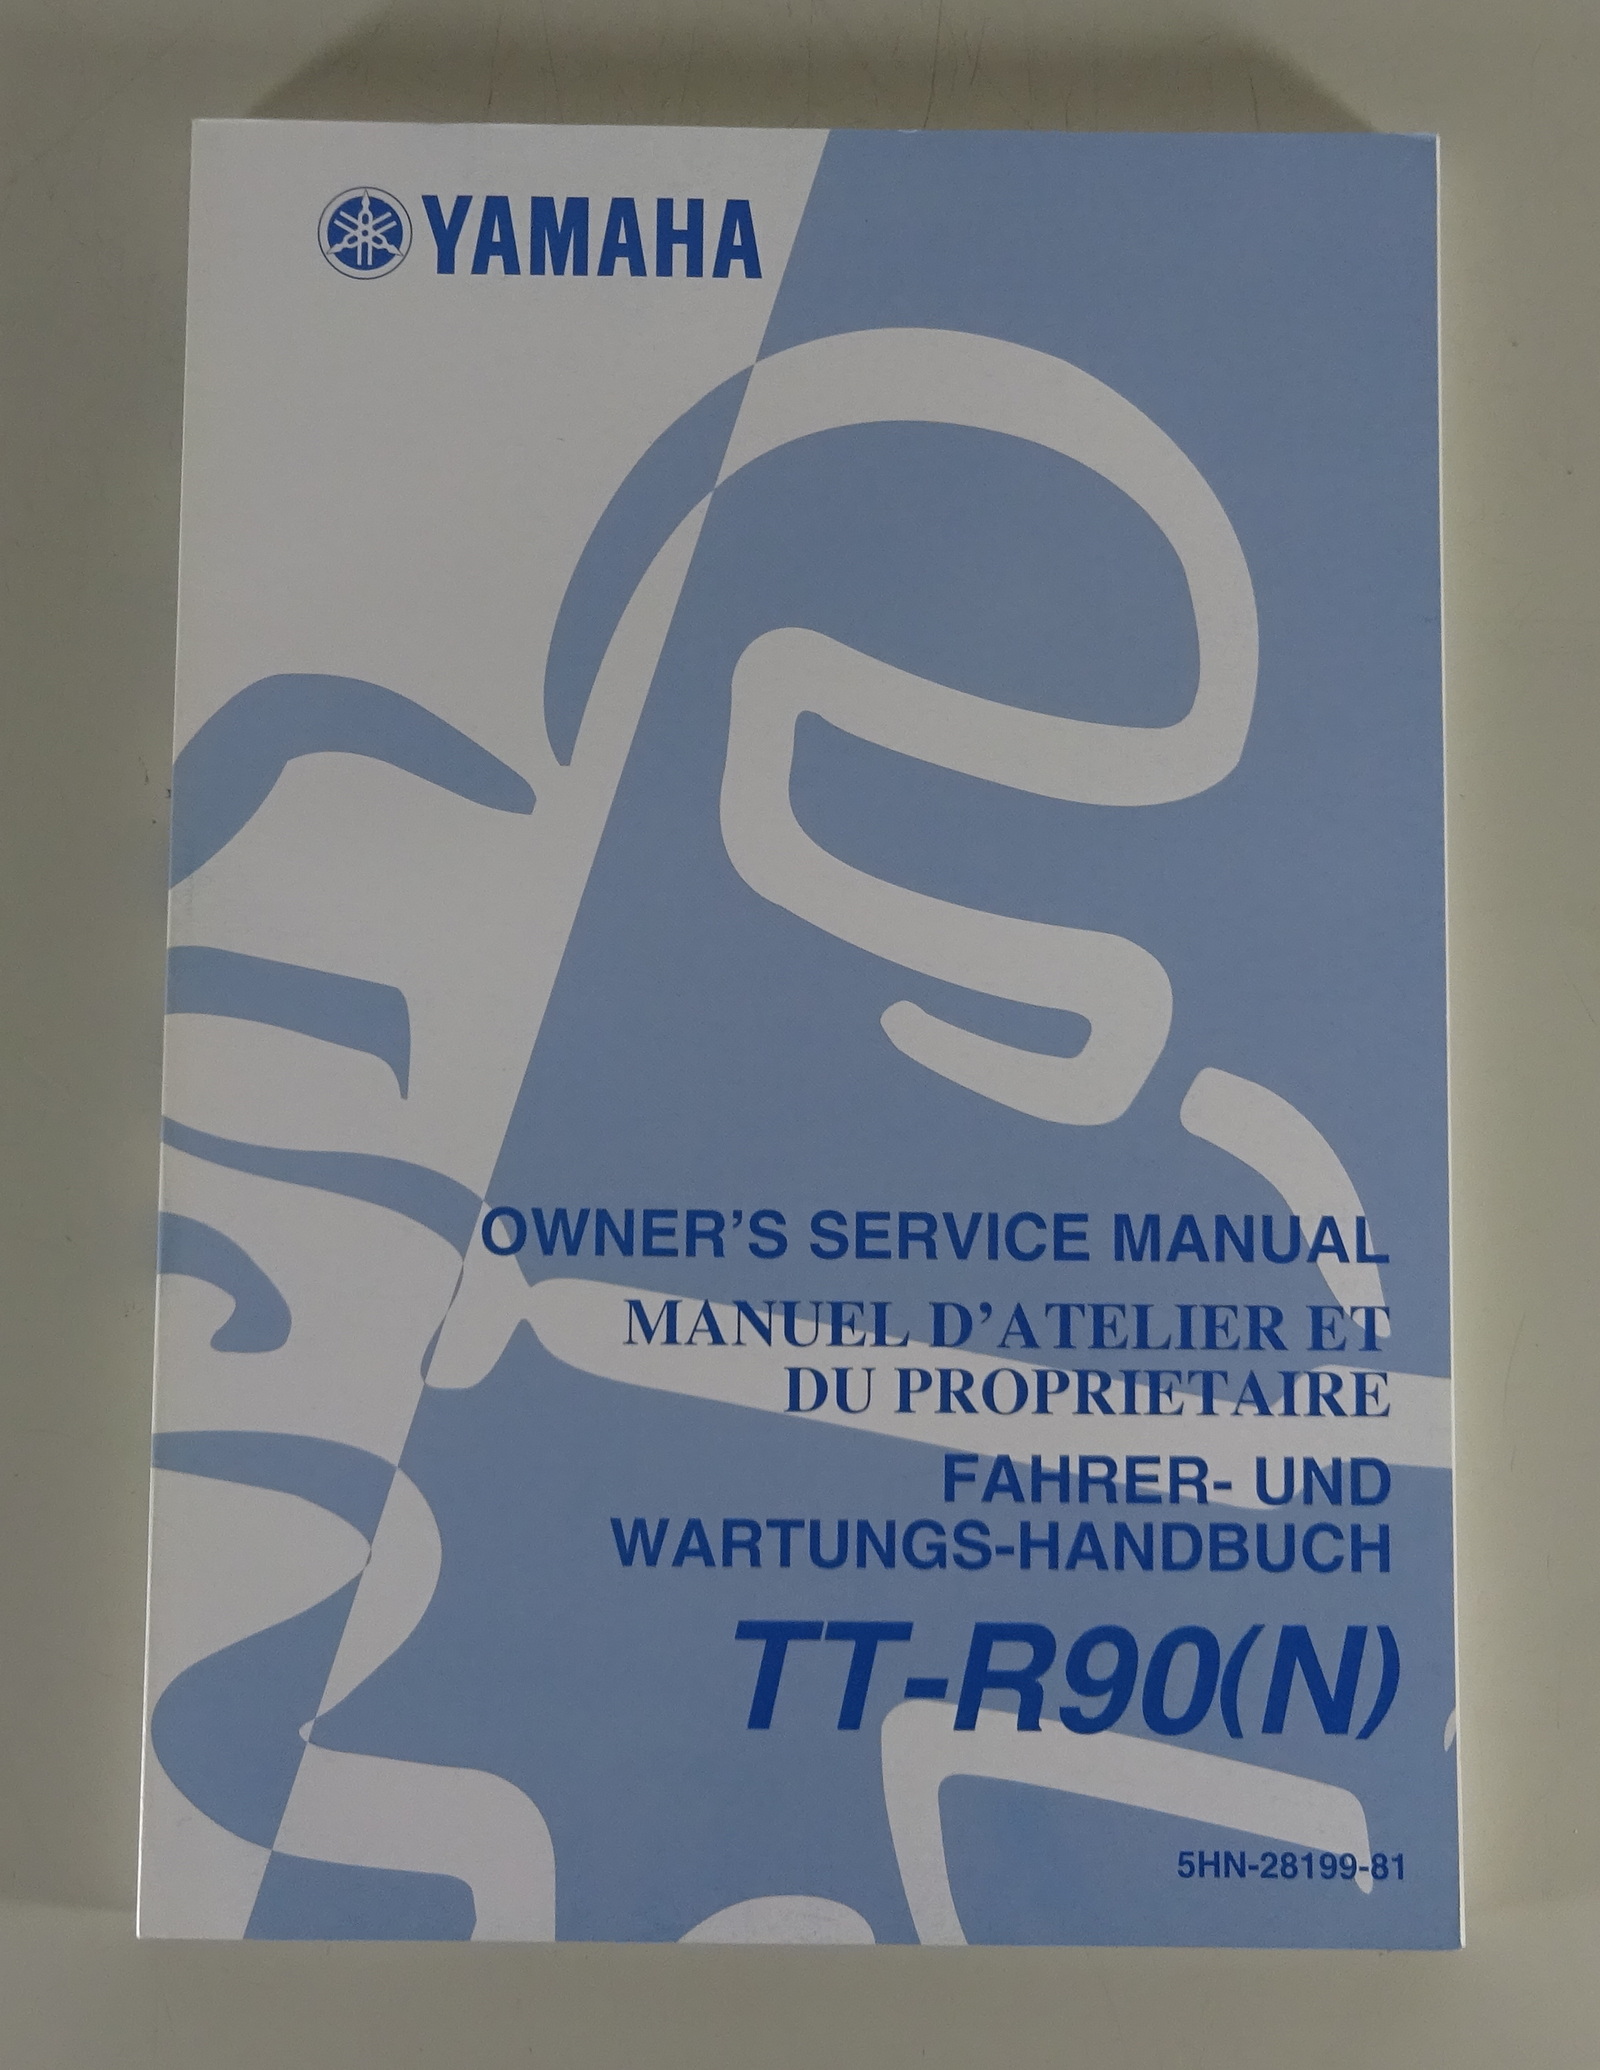 YAMAHA
OWNER’S SERVICE MANUAL
MANUEL D’ATELIER ET
DU PROPRIETAIRE
FAHRER- UND
WARTUNGS-HANDBUCH
TT-R90(N)
5HN-28199-81